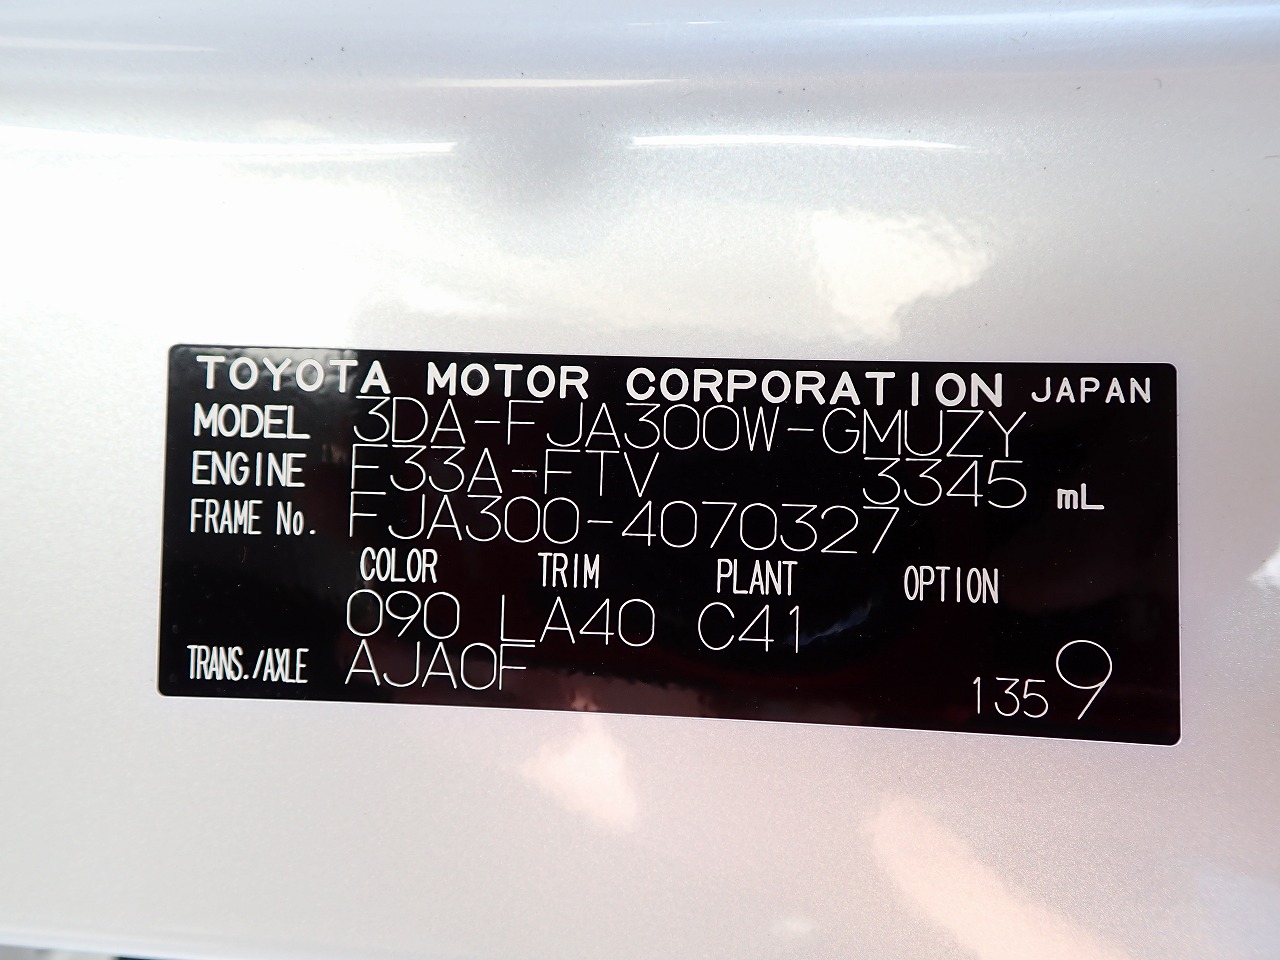 TOYOTA MOTOR CORPORATION JAPAN
MODEL 3DA-FJA300W-GMUZY
ENGINE F33A-FTV 3345 mL
FRAME No. FJA300-4070327
COLOR TRIM PLANT OPTION
090 LA40 C41
TRANS./AXLE AJA0F
1359